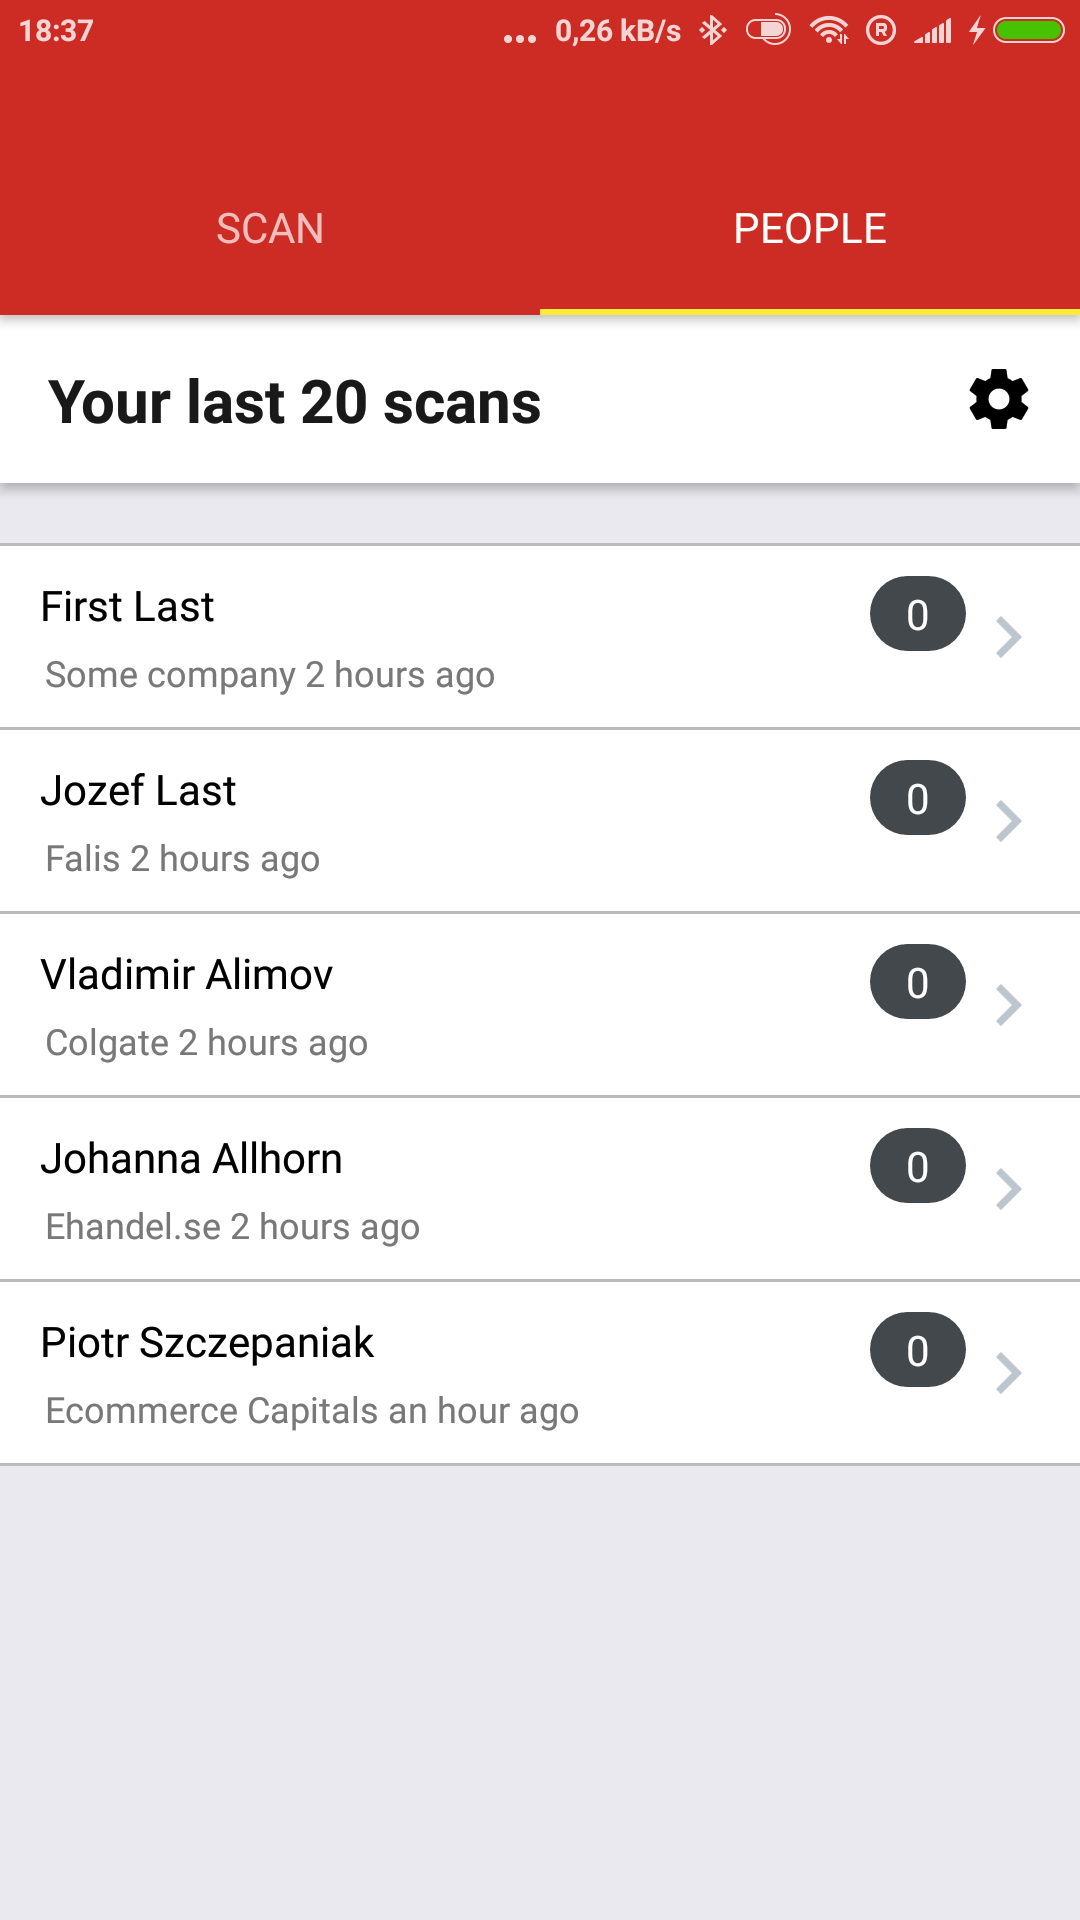 18:37 ... 0,26 kB/s R
SCAN PEOPLE
Your last 20 scans
First Last 0
Some company 2 hours ago
Jozef Last 0
Falis 2 hours ago
Vladimir Alimov 0
Colgate 2 hours ago
Johanna Allhorn 0
Ehandel.se 2 hours ago
Piotr Szczepaniak 0
Ecommerce Capitals an hour ago